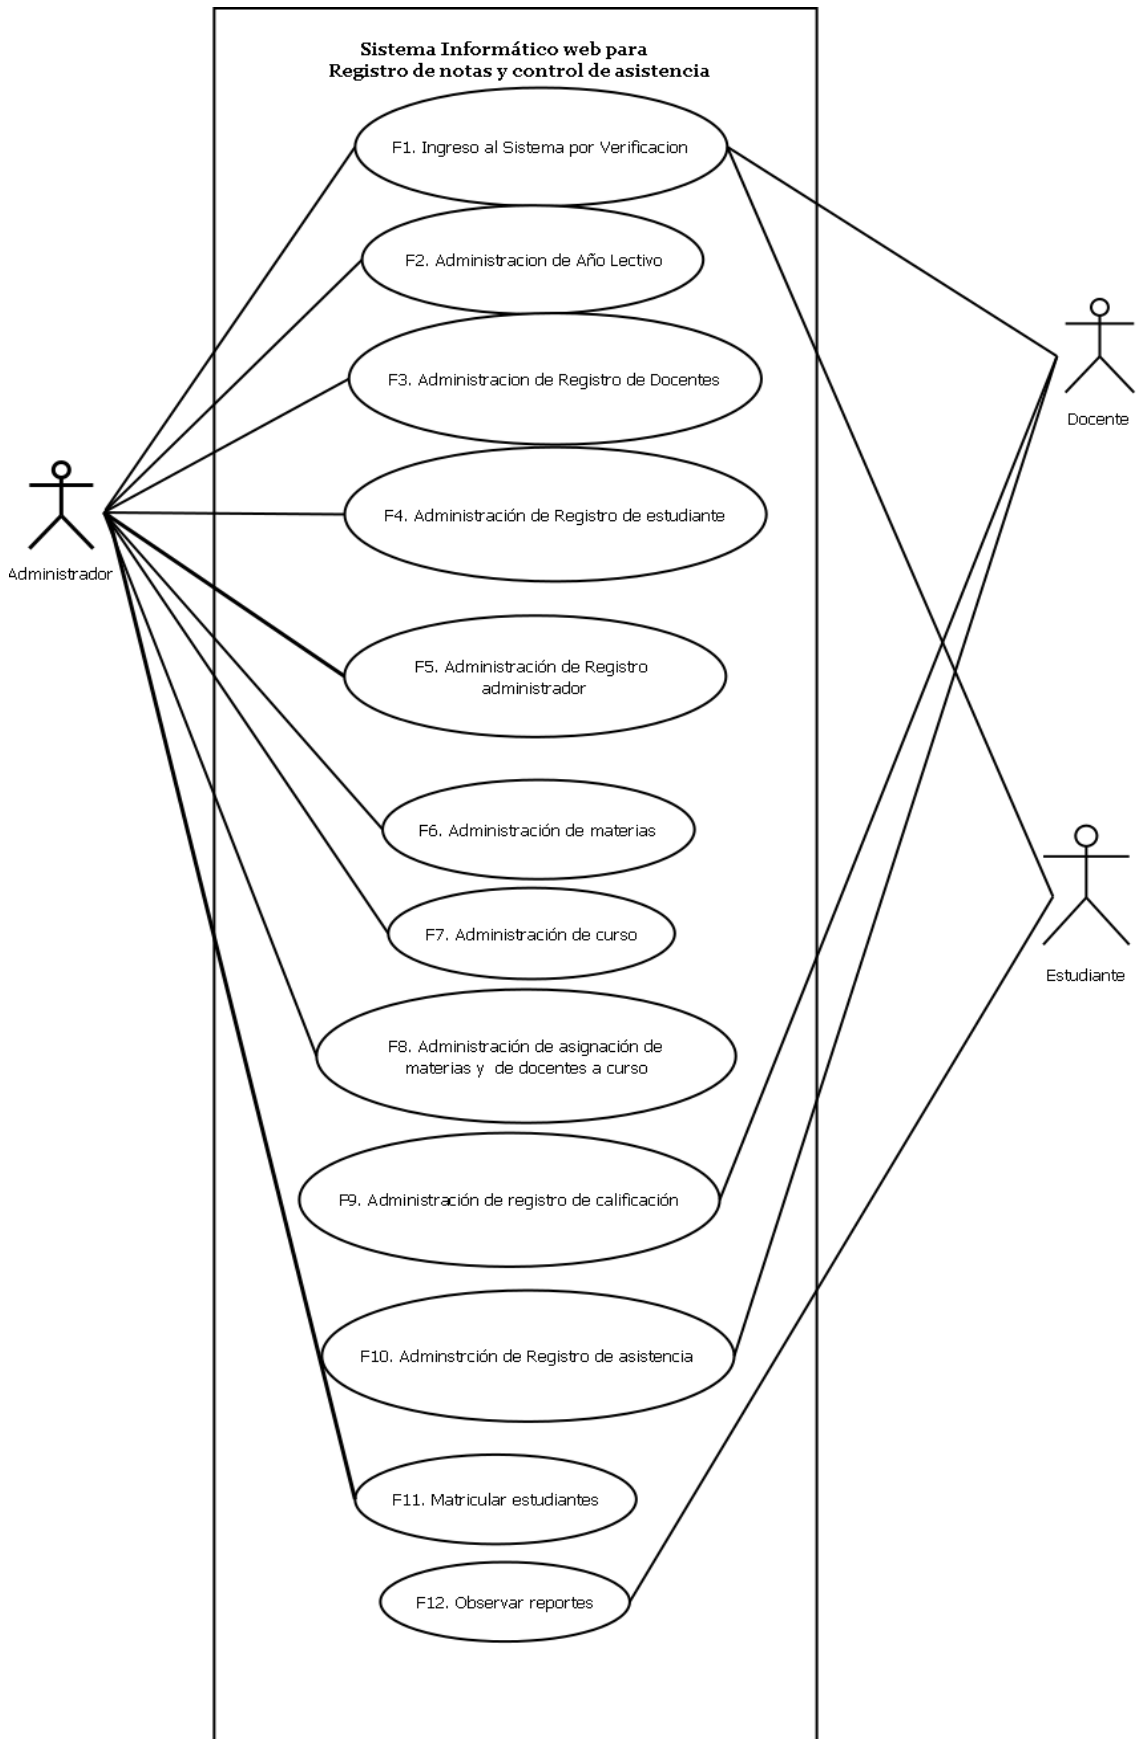 Sistema Informático web para
Registro de notas y control de asistencia
F1. Ingreso al Sistema por Verificacion
F2. Administracion de Año Lectivo
F3. Administracion de Registro de Docentes
Docente
F4. Administración de Registro de estudiante
Administrador
F5. Administración de Registro
administrador
F6. Administración de materias
F7. Administración de curso
Estudiante
F8. Administración de asignación de
materias y de docentes a curso
F9. Administración de registro de calificación
F10. Adminstrción de Registro de asistencia
F11. Matricular estudiantes
F12. Observar reportes